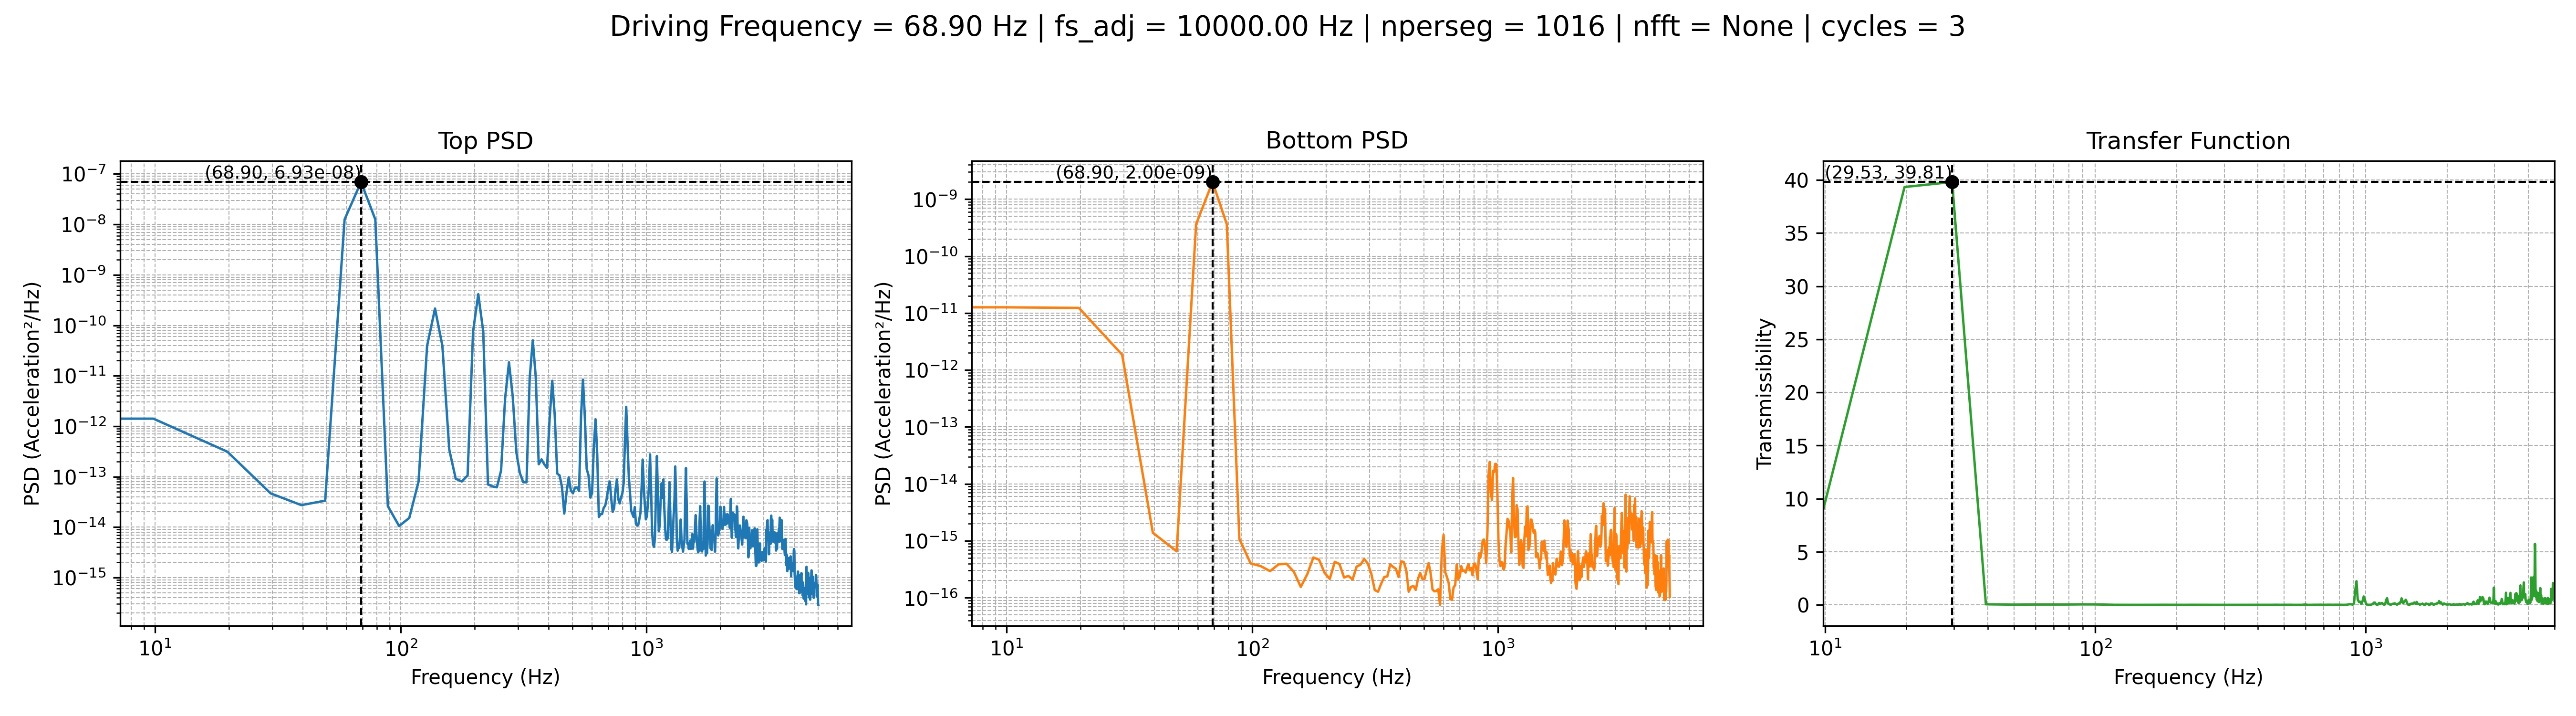 Driving Frequency = 68.90 Hz | fs_adj = 10000.00 Hz | nperseg = 1016 | nfft = None | cycles = 3
Top PSD
(68.90, 6.93e-08)
PSD (Acceleration²/Hz)
10⁻⁷
10⁻⁸
10⁻⁹
10⁻¹⁰
10⁻¹¹
10⁻¹²
10⁻¹³
10⁻¹⁴
10⁻¹⁵
10¹ 10² 10³
Frequency (Hz)
Bottom PSD
(68.90, 2.00e-09)
PSD (Acceleration²/Hz)
10⁻⁹
10⁻¹⁰
10⁻¹¹
10⁻¹²
10⁻¹³
10⁻¹⁴
10⁻¹⁵
10⁻¹⁶
10¹ 10² 10³
Frequency (Hz)
Transfer Function
(29.53, 39.81)
Transmissibility
40
35
30
25
20
15
10
5
0
10¹ 10² 10³
Frequency (Hz)